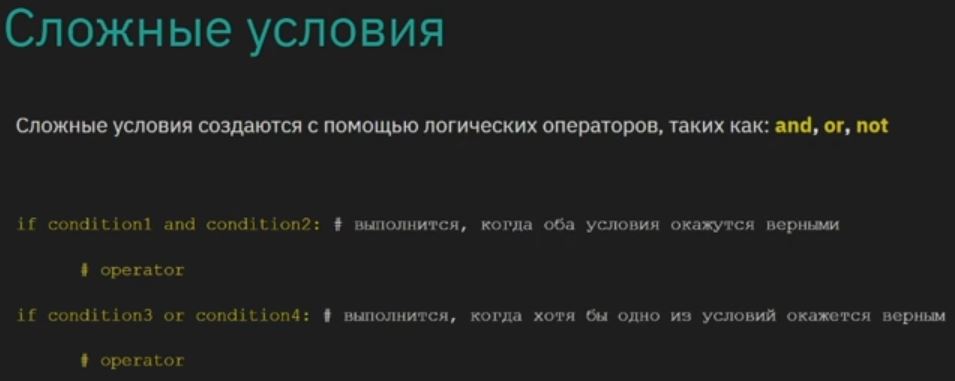 Сложные условия
Сложные условия создаются с помощью логических операторов, таких как: and, or, not
if condition1 and condition2: # выполнится, когда оба условия окажутся верными
# operator
if condition3 or condition4: # выполнится, когда хотя бы одно из условий окажется верным
# operator